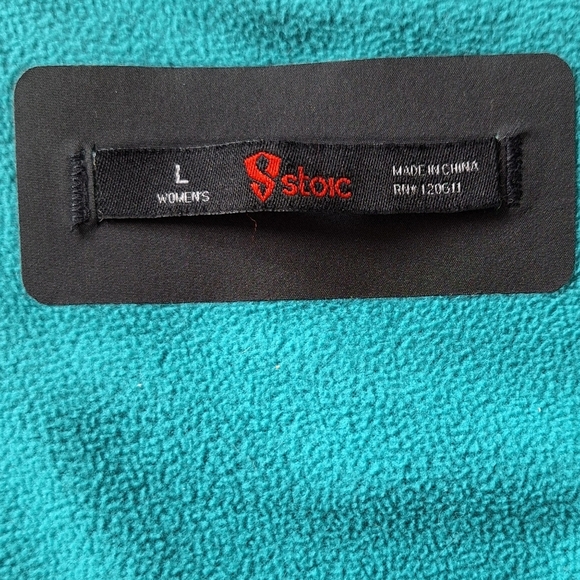 L
WOMEN'S
stoic
MADE IN CHINA
RN# 120611